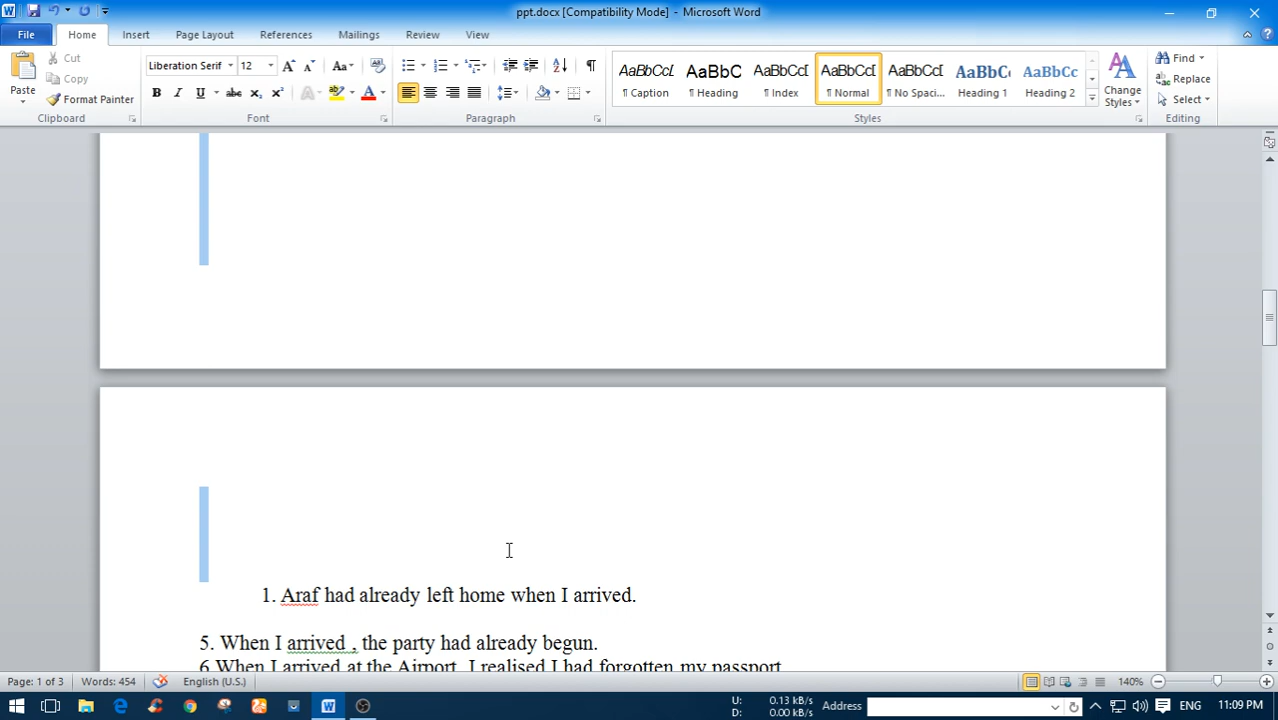 ppt.docx [Compatibility Mode] - Microsoft Word
File Home Insert Page Layout References Mailings Review View
Paste
Cut
Copy
Format Painter
Clipboard
Liberation Serif 12
Font
Paragraph
AaBbCcI AaBbC AaBbCcI AaBbCcI AaBbCcI AaBbC AaBbCc
¶ Caption ¶ Heading ¶ Index ¶ Normal ¶ No Spaci... Heading 1 Heading 2
Change
Styles
Styles
Find
Replace
Select
Editing
1. Araf had already left home when I arrived.
5. When I arrived , the party had already begun.
6 When I arrived at the Airport, I realised I had forgotten my passport
Page: 1 of 3 Words: 454 English (U.S.) 140%
U: 0.13 kB/s
D: 0.00 kB/s
Address
ENG 11:09 PM